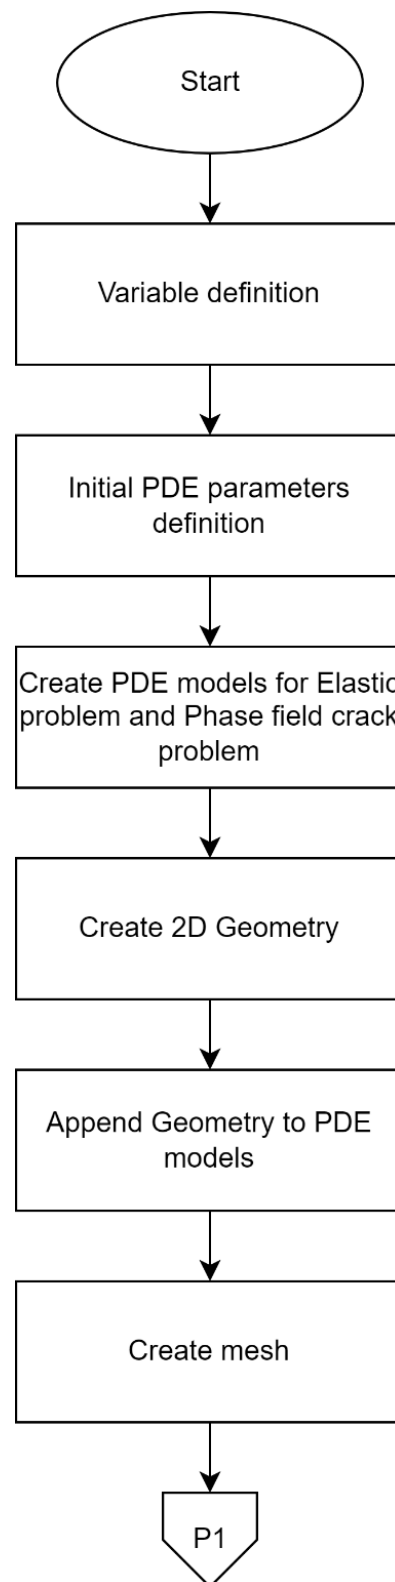 Start
Variable definition
Initial PDE parameters
definition
Create PDE models for Elastic
problem and Phase field crack
problem
Create 2D Geometry
Append Geometry to PDE
models
Create mesh
P1